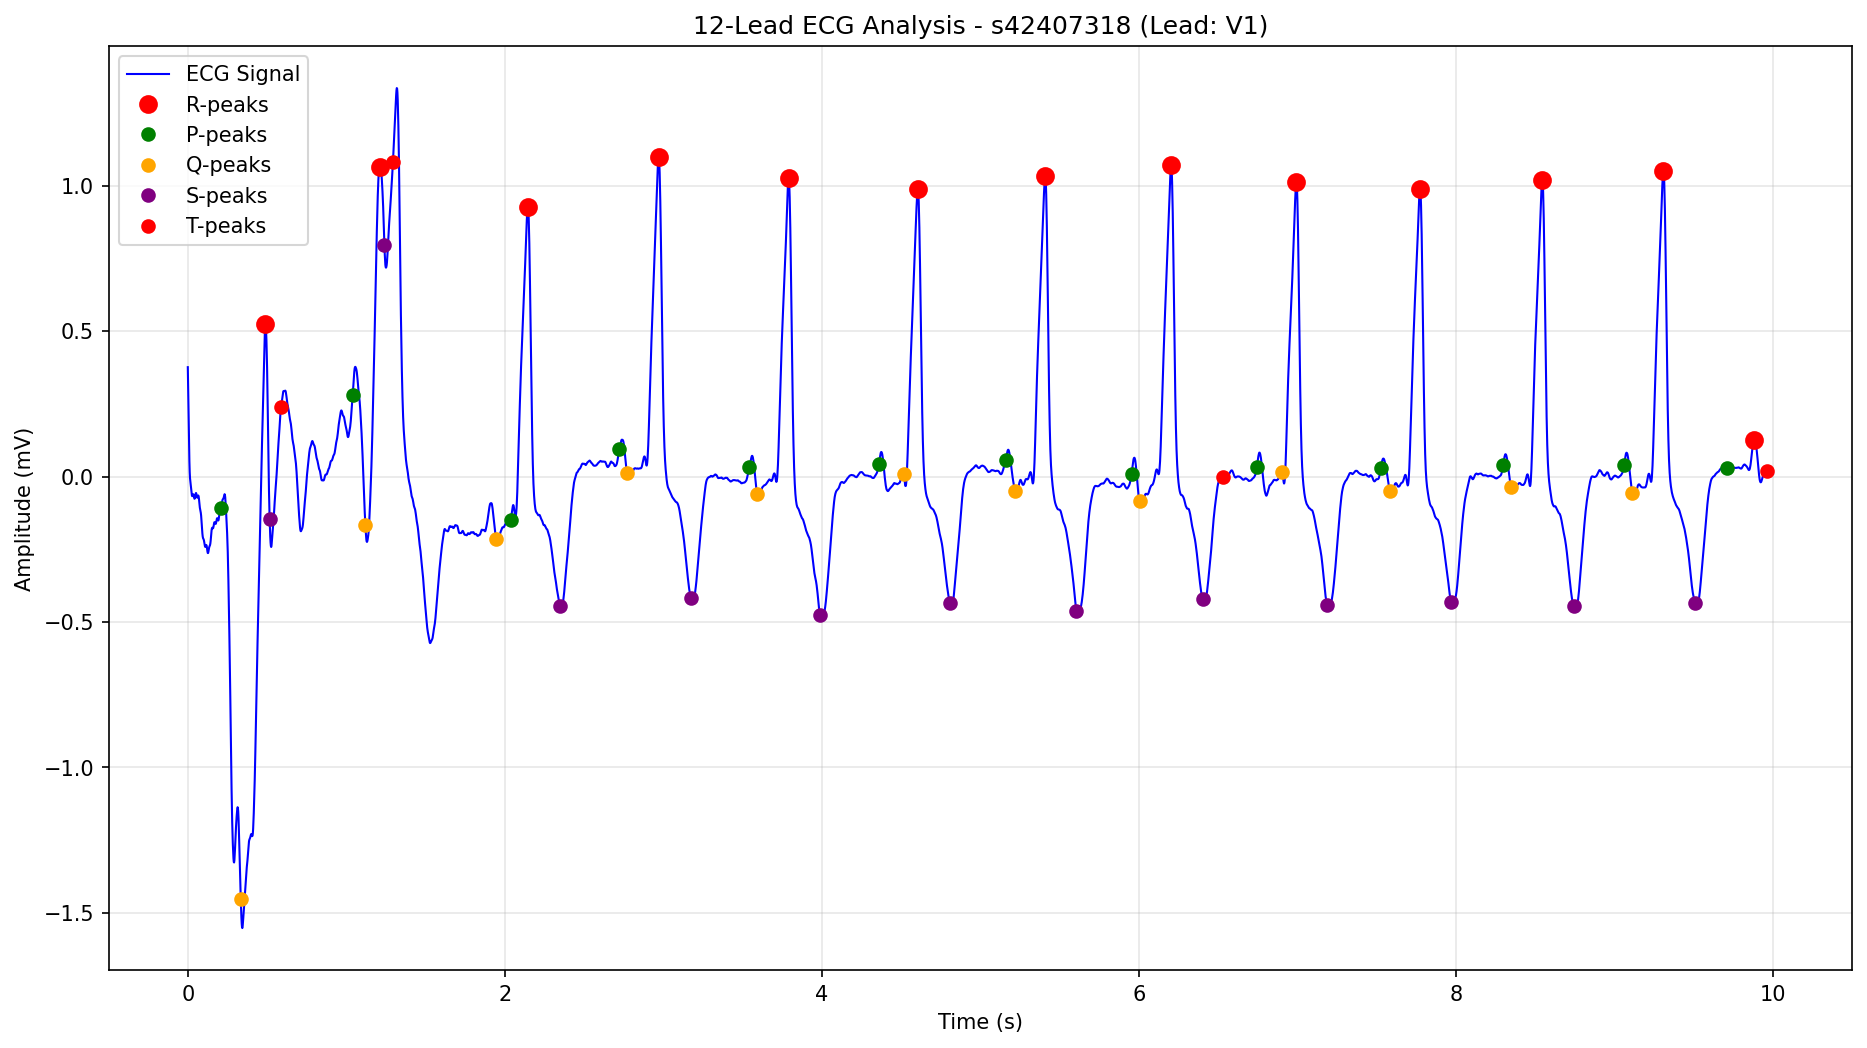 12-Lead ECG Analysis - s42407318 (Lead: V1)
ECG Signal
R-peaks
P-peaks
Q-peaks
S-peaks
T-peaks
Amplitude (mV)
1.0
0.5
0.0
−0.5
−1.0
−1.5
0 2 4 6 8 10
Time (s)